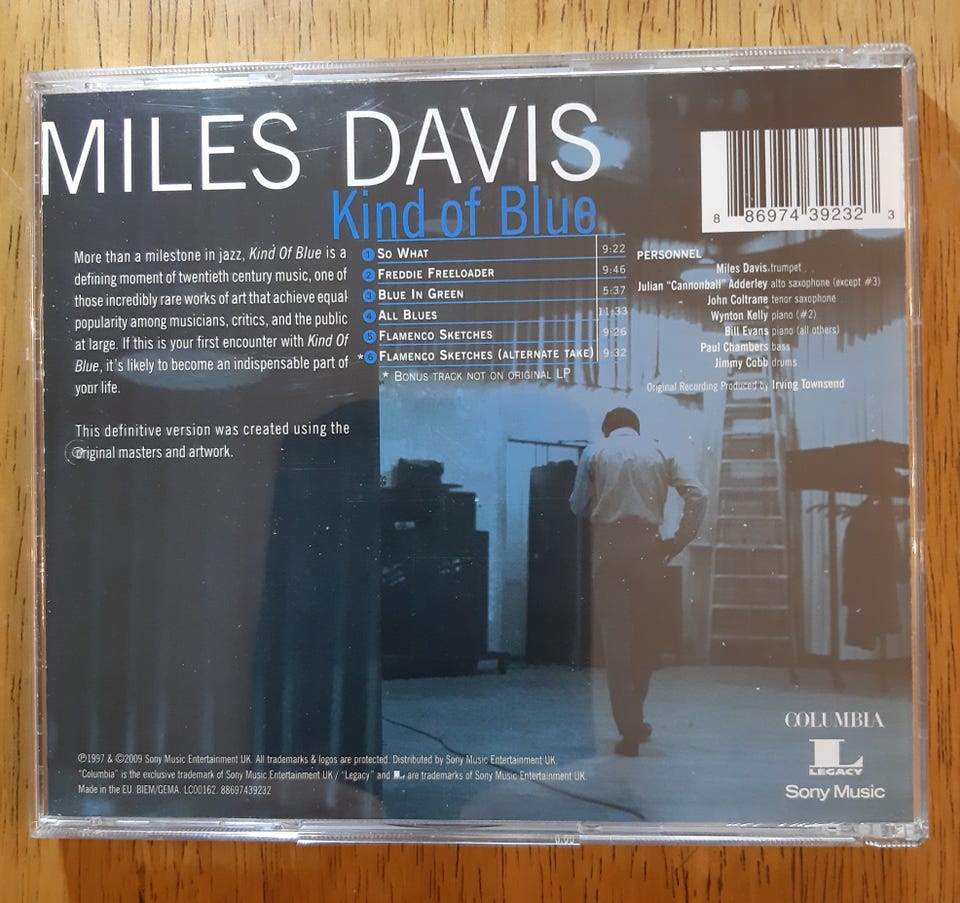 MILES DAVIS
Kind of Blue
More than a milestone in jazz, Kind Of Blue is a
defining moment of twentieth century music, one of
those incredibly rare works of art that achieve equal
popularity among musicians, critics, and the public
at large. If this is your first encounter with Kind Of
Blue, it's likely to become an indispensable part of
your life.
This definitive version was created using the
original masters and artwork.
1 SO WHAT 9:22
2 FREDDIE FREELOADER 9:46
3 BLUE IN GREEN 5:37
4 ALL BLUES 11:33
5 FLAMENCO SKETCHES 9:26
*6 FLAMENCO SKETCHES (ALTERNATE TAKE) 9:32
* BONUS TRACK NOT ON ORIGINAL LP
8 86974 39232 3
PERSONNEL
Miles Davis trumpet
Julian "Cannonball" Adderley alto saxophone (except #3)
John Coltrane tenor saxophone
Wynton Kelly piano (#2)
Bill Evans piano (all others)
Paul Chambers bass
Jimmy Cobb drums
Original Recording Produced by Irving Townsend
COLUMBIA
L
LEGACY
Sony Music
℗1997 & ©2009 Sony Music Entertainment UK. All trademarks & logos are protected. Distributed by Sony Music Entertainment UK.
"Columbia" is the exclusive trademark of Sony Music Entertainment UK / "Legacy" and L are trademarks of Sony Music Entertainment UK.
Made in the EU. BIEM/GEMA. LC00162. 88697439232